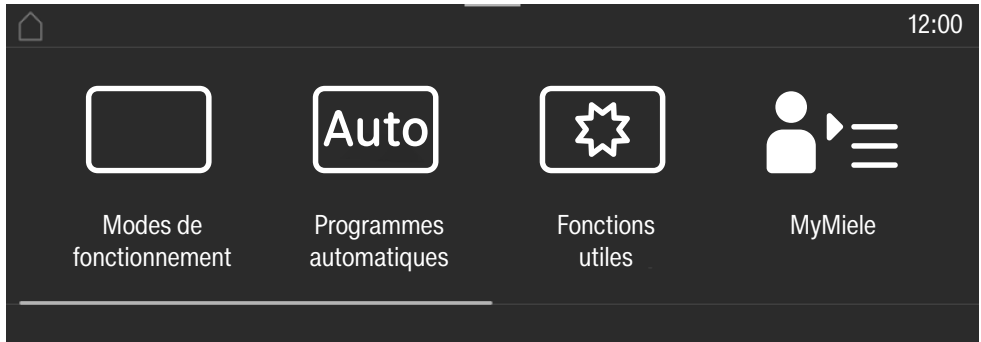 12:00
Auto
Modes de
fonctionnement
Programmes
automatiques
Fonctions
utiles
MyMiele